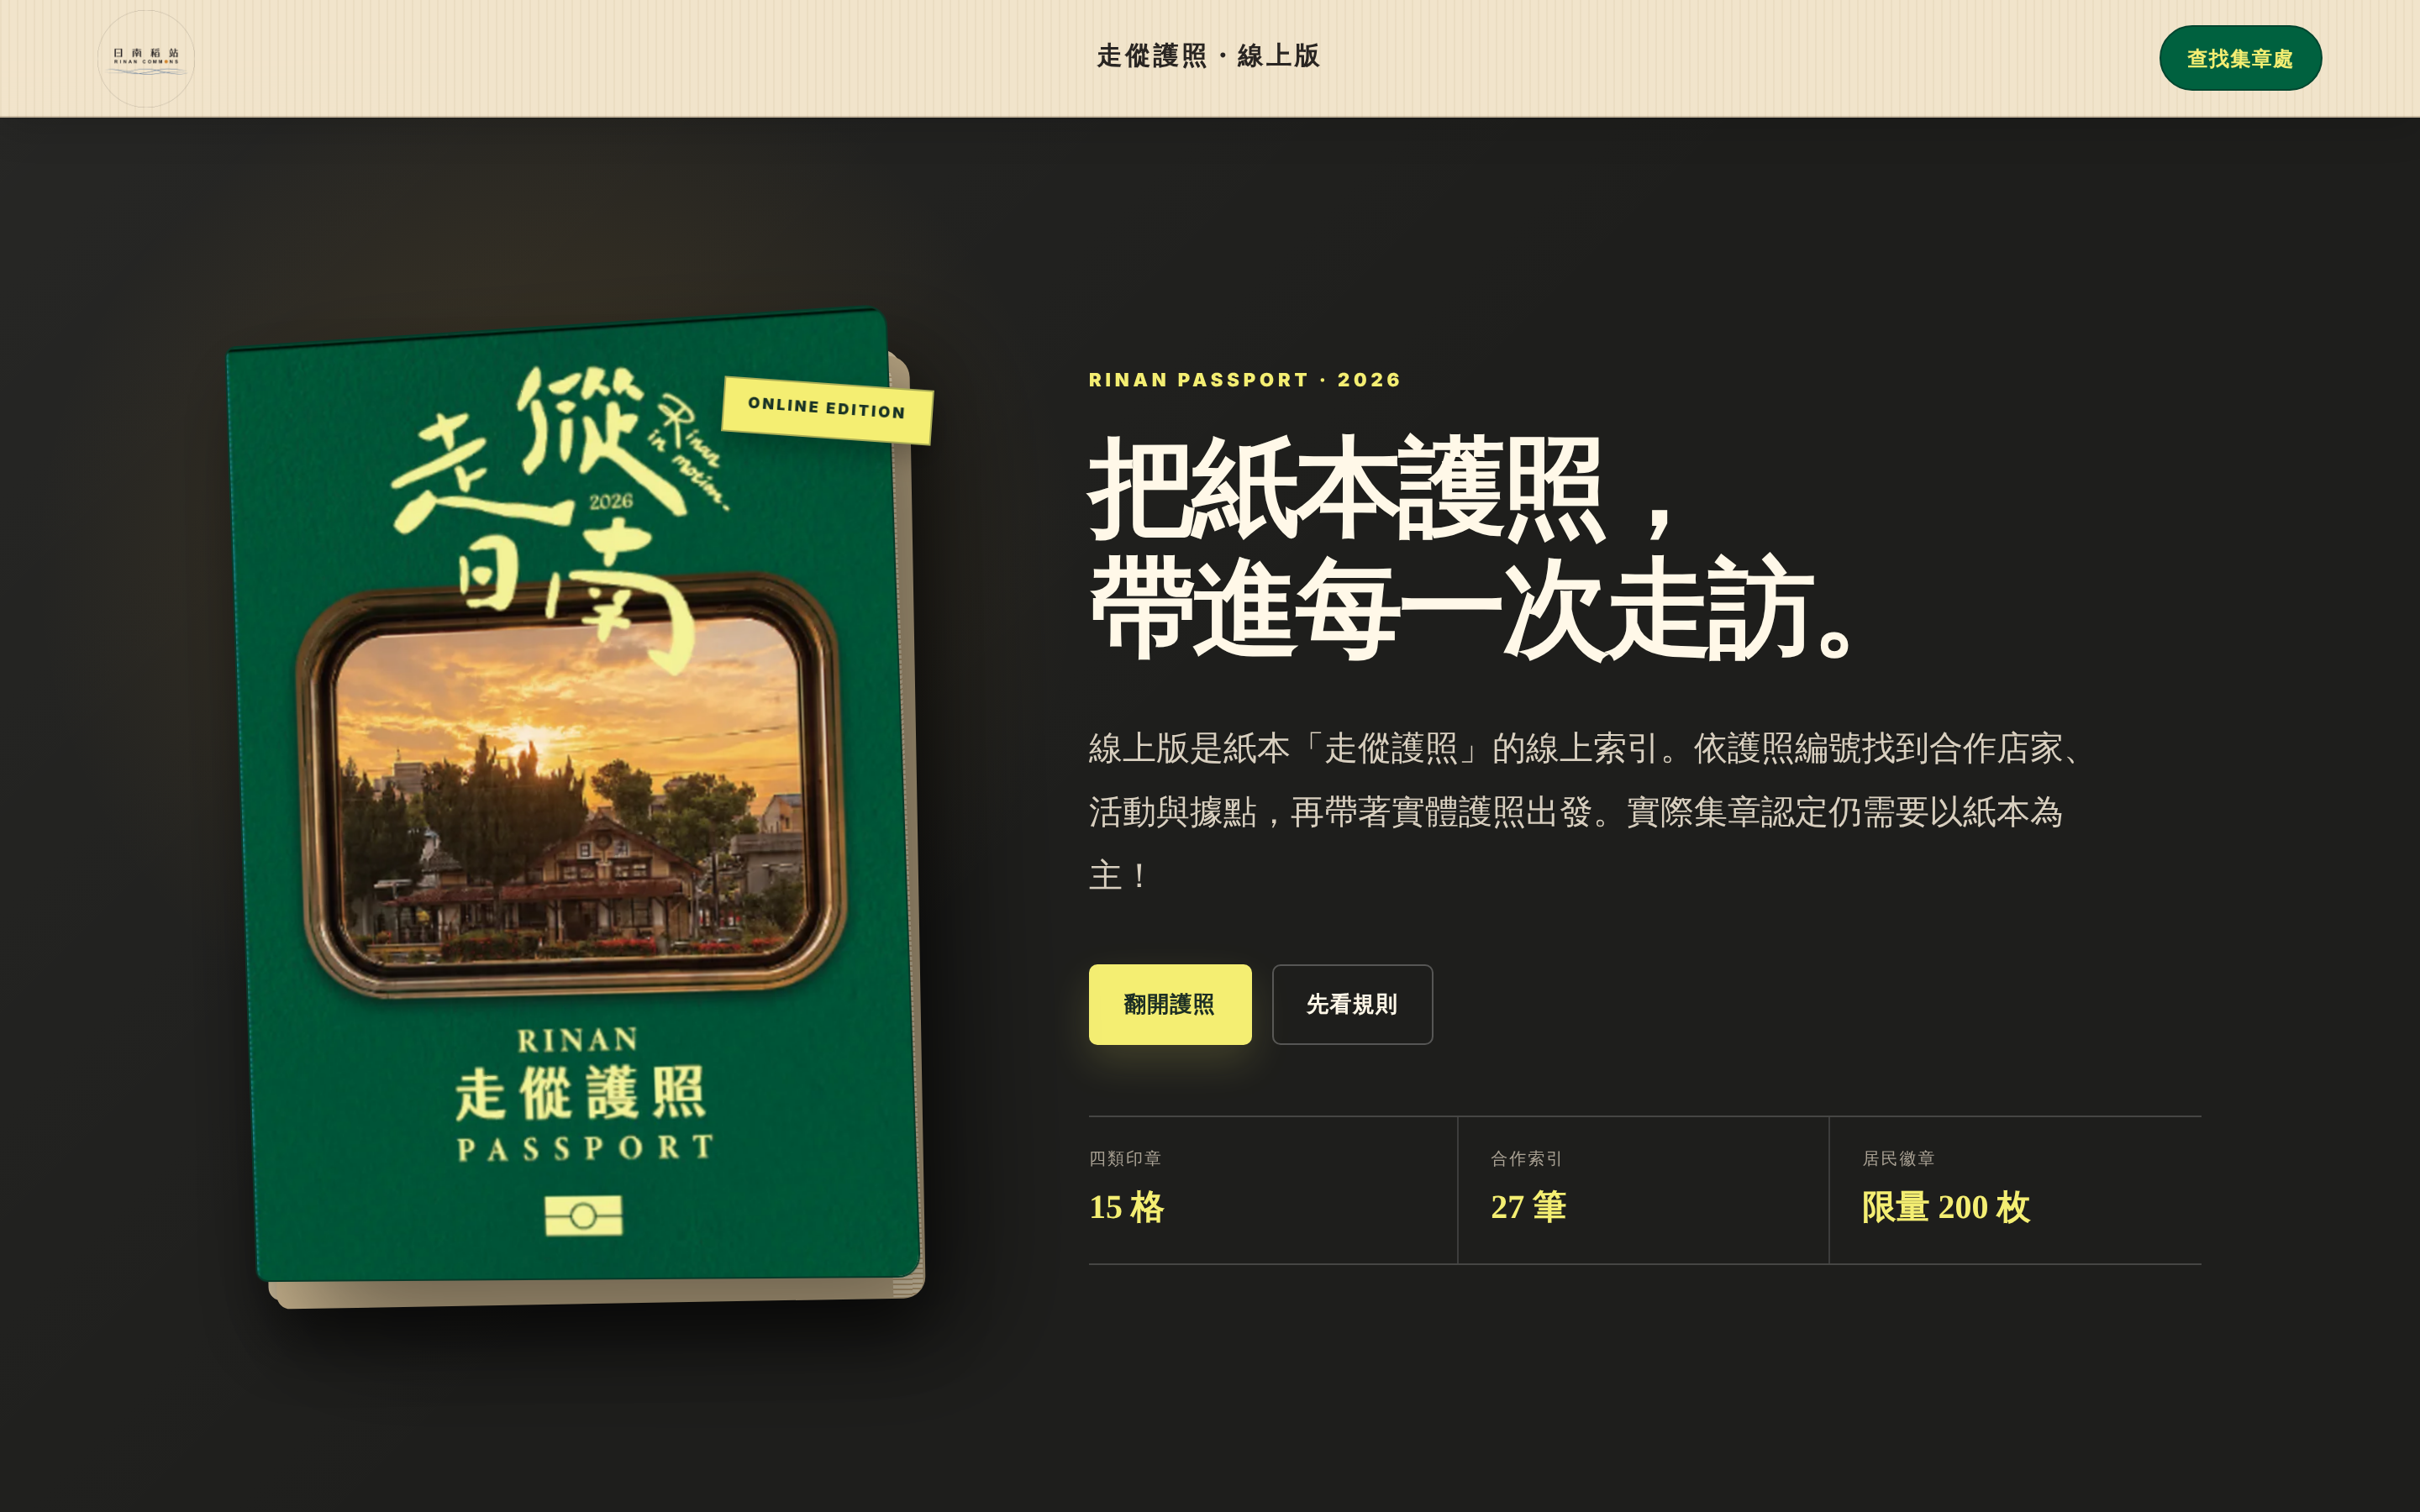 日南稻站
RINAN COMMONS
走從護照・線上版
查找集章處
走從
Rinan
in motion
2026
日南
ONLINE EDITION
RINAN
走從護照
PASSPORT
RINAN PASSPORT · 2026
把紙本護照，
帶進每一次走訪。
線上版是紙本「走從護照」的線上索引。依護照編號找到合作店家、
活動與據點，再帶著實體護照出發。實際集章認定仍需要以紙本為
主！
翻開護照
先看規則
四類印章
15 格
合作索引
27 筆
居民徽章
限量 200 枚